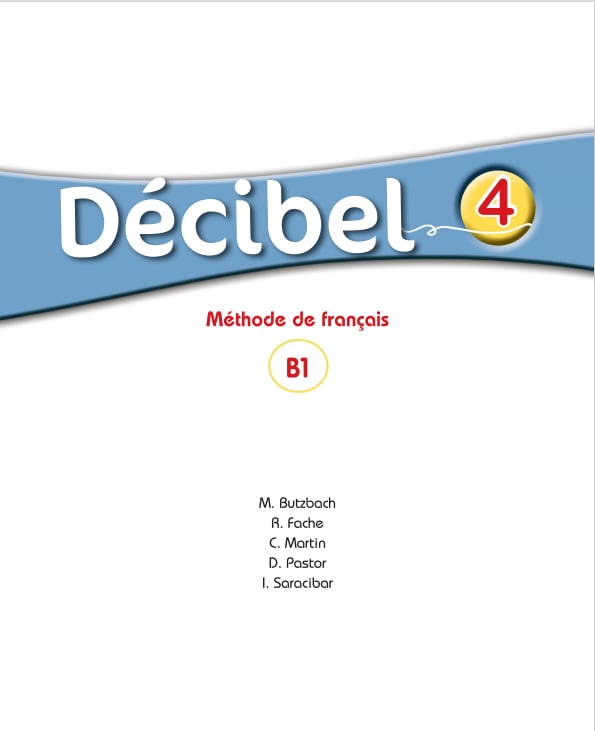 Décibel 4
Méthode de français
B1
M. Butzbach
R. Fache
C. Martin
D. Pastor
I. Saracibar